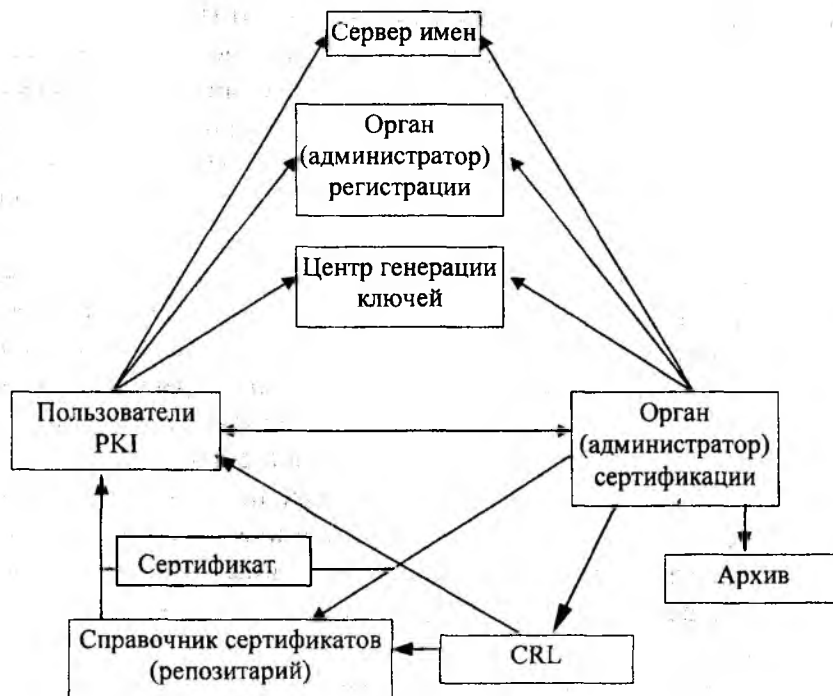 Сервер имен
Орган
(администратор)
регистрации
Центр генерации
ключей
Пользователи
PKI
Орган
(администратор)
сертификации
Сертификат
Архив
Справочник сертификатов
(репозитарий)
CRL